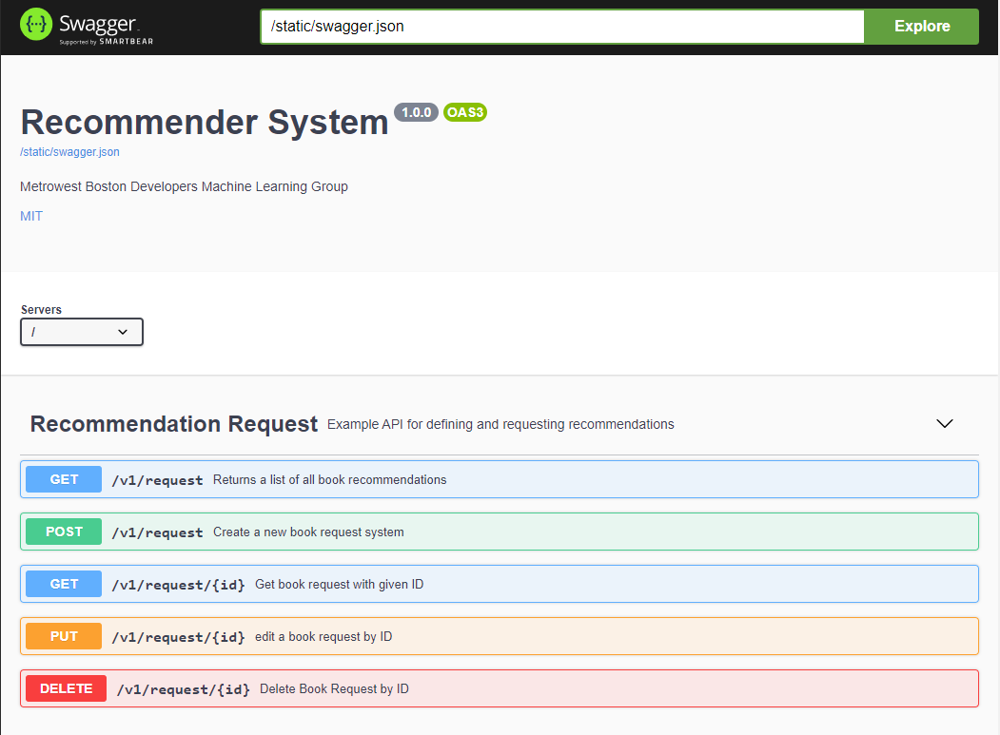 {···} Swagger.
Supported by SMARTBEAR
/static/swagger.json
Explore
Recommender System 1.0.0 OAS3
/static/swagger.json
Metrowest Boston Developers Machine Learning Group
MIT
Servers
/
Recommendation Request Example API for defining and requesting recommendations
GET /v1/request Returns a list of all book recommendations
POST /v1/request Create a new book request system
GET /v1/request/{id} Get book request with given ID
PUT /v1/request/{id} edit a book request by ID
DELETE /v1/request/{id} Delete Book Request by ID